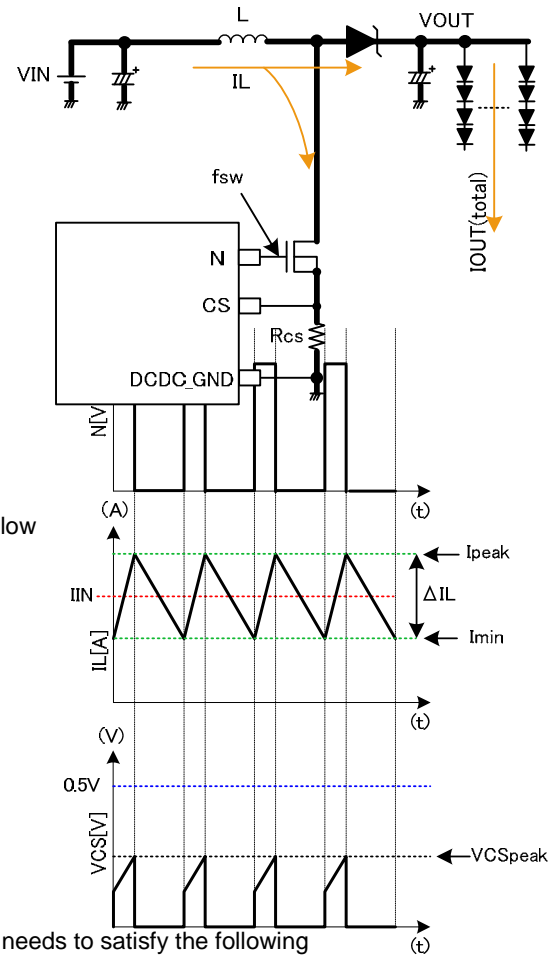 L
VOUT
VIN
+
+
IL
fsw
IOUT(total)
N
CS
Rcs
DCDC_GND
N[V]
(t)
(A)
low
Ipeak
IIN
ΔIL
IL[A]
Imin
(t)
(V)
0.5V
VCS[V]
VCSpeak
needs to satisfy the following
(t)